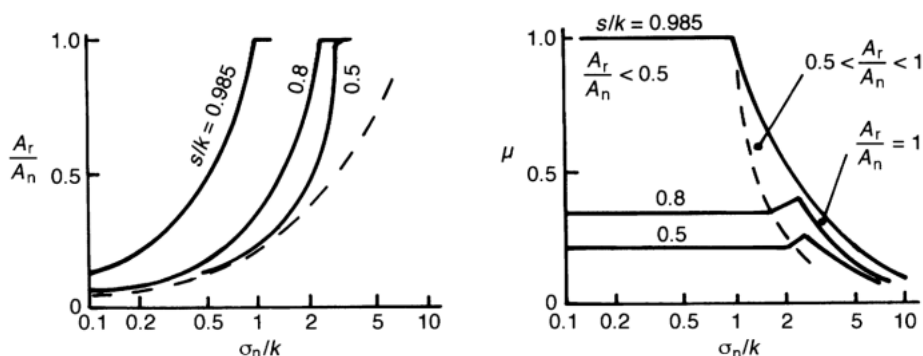 1.0
0.5
0
A_r/A_n
s/k = 0.985
0.8
0.5
0.1 0.2 0.5 1 2 5 10
σ_n/k
s/k = 0.985
1.0
0.5
0
μ
A_r/A_n < 0.5
0.5 < A_r/A_n < 1
A_r/A_n = 1
0.8
0.5
0.1 0.2 0.5 1 2 5 10
σ_n/k